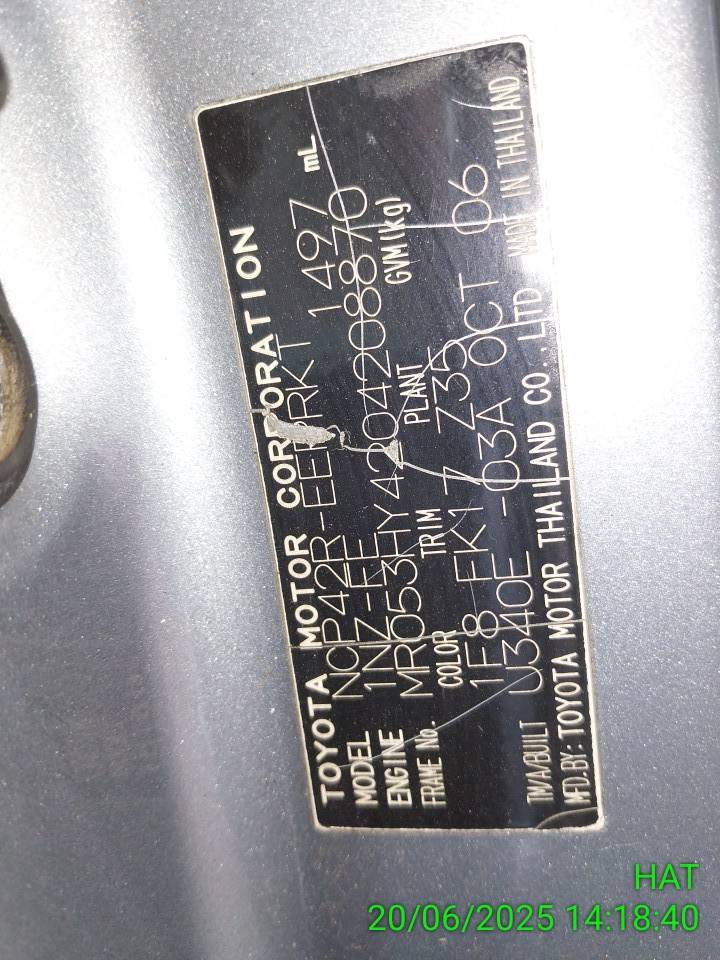 TOYOTA MOTOR CORPORATION
MODEL NCP42R-EEPRKT 1497 mL
ENGINE 1NZ-FE
FRAME No. MR053HY4204208870
COLOR TRIM PLANT GVM(kg)
1F8 FK17 Z35
TM/A/BUILT U340E -03A OCT 06
MFD.BY: TOYOTA MOTOR THAILAND CO., LTD MADE IN THAILAND
HAT
20/06/2025 14:18:40